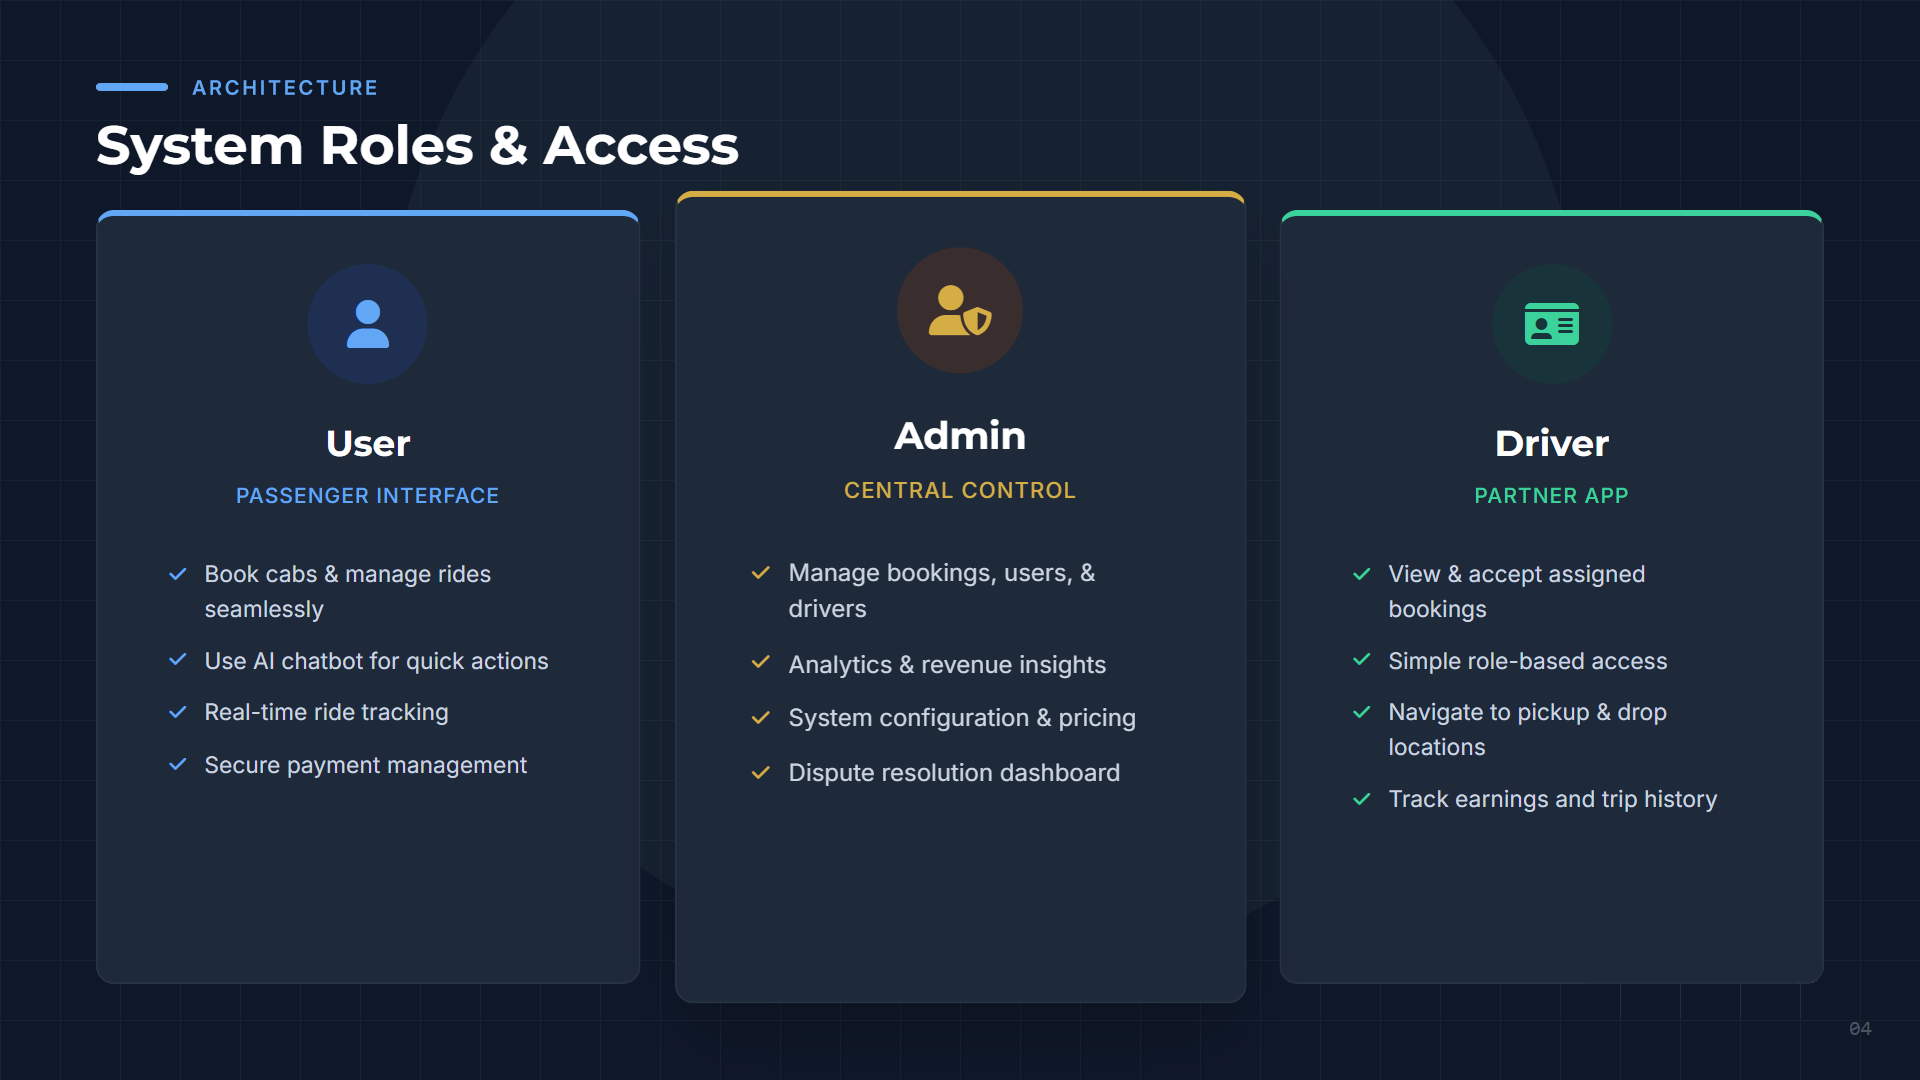 ARCHITECTURE
System Roles & Access
User
PASSENGER INTERFACE
Book cabs & manage rides
seamlessly
Use AI chatbot for quick actions
Real-time ride tracking
Secure payment management
Admin
CENTRAL CONTROL
Manage bookings, users, &
drivers
Analytics & revenue insights
System configuration & pricing
Dispute resolution dashboard
Driver
PARTNER APP
View & accept assigned
bookings
Simple role-based access
Navigate to pickup & drop
locations
Track earnings and trip history
04